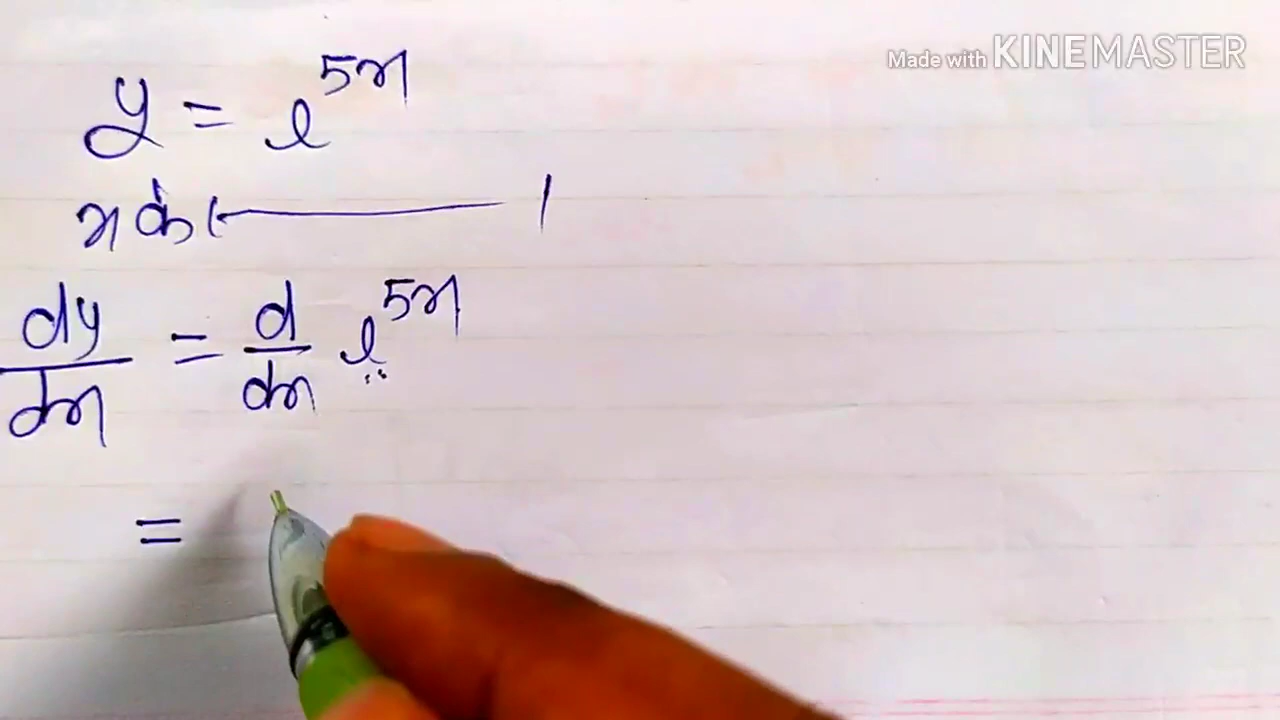 Made with KINEMASTER
y = e^5x
x के ( ——— ।
dy/dx = d/dx e^5x
=